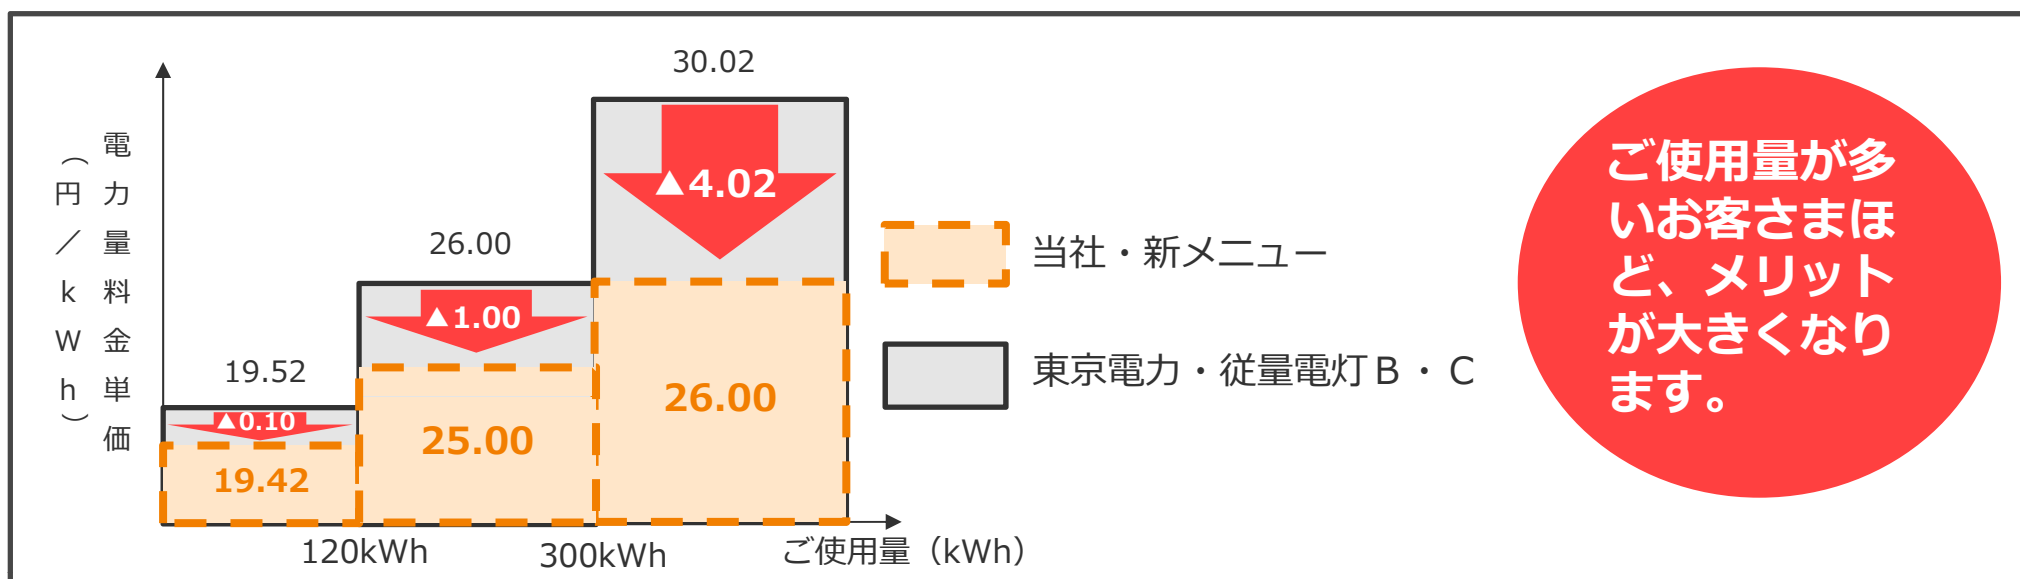 電力量料金単価
（円／ｋＷｈ）
30.02
▲4.02
26.00
▲1.00
19.52
▲0.10
19.42
25.00
26.00
120kWh
300kWh
ご使用量（kWh）
当社・新メニュー
東京電力・従量電灯Ｂ・Ｃ
ご使用量が多
いお客さまほ
ど、メリット
が大きくなり
ます。